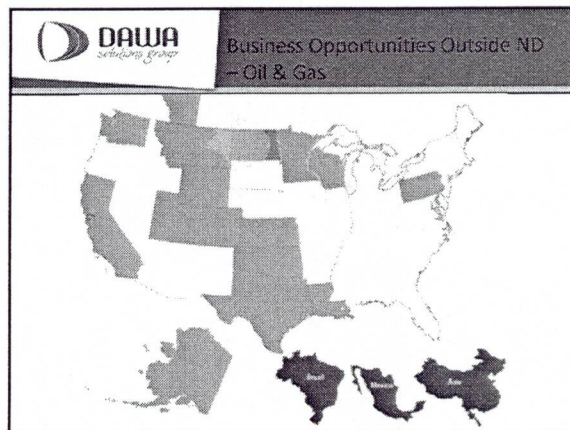 DAWA
solutions group
Business Opportunities Outside ND
– Oil & Gas
Brazil
Mexico